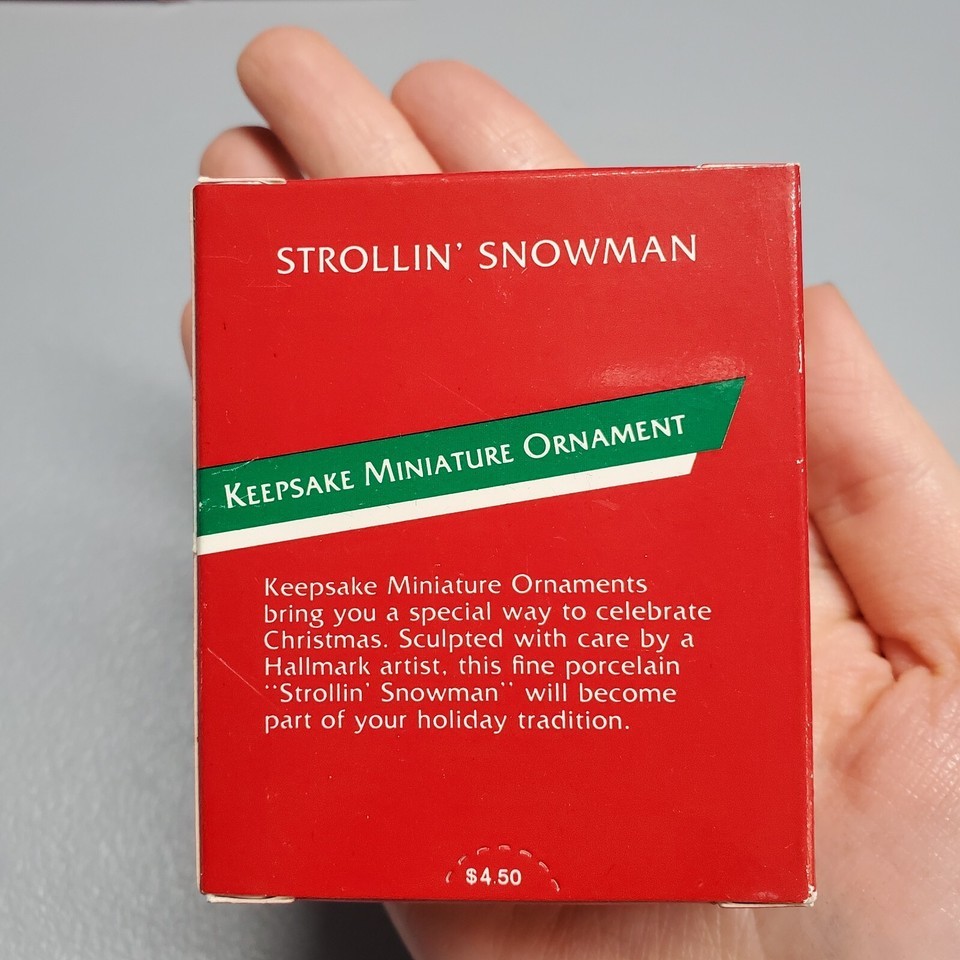 STROLLIN' SNOWMAN
KEEPSAKE MINIATURE ORNAMENT
Keepsake Miniature Ornaments
bring you a special way to celebrate
Christmas. Sculpted with care by a
Hallmark artist, this fine porcelain
"Strollin' Snowman" will become
part of your holiday tradition.
$4.50